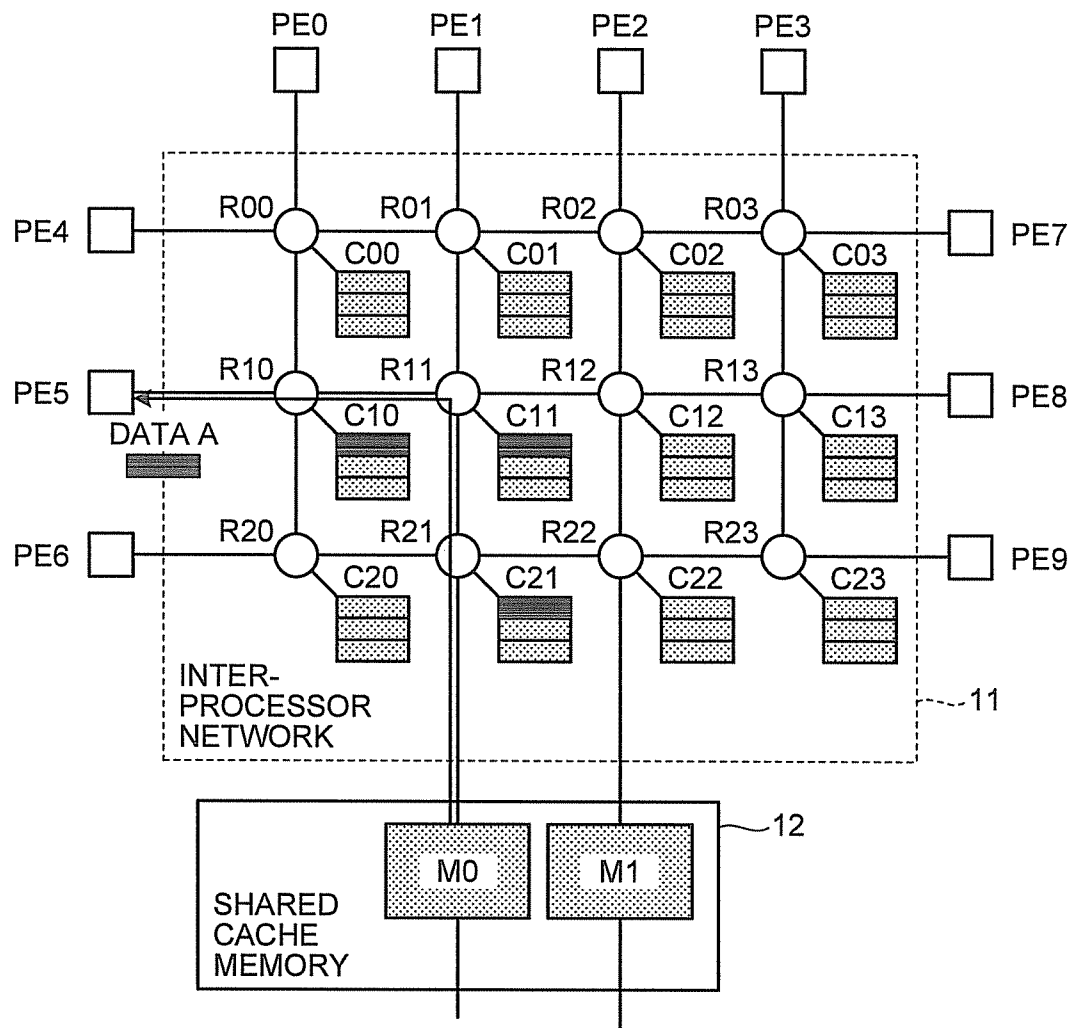 PE0 PE1 PE2 PE3
R00 R01 R02 R03
PE4 PE7
C00 C01 C02 C03
R10 R11 R12 R13
PE5 PE8
C10 C11 C12 C13
DATA A
R20 R21 R22 R23
PE6 PE9
C20 C21 C22 C23
INTER-
PROCESSOR
NETWORK
11
12
M0 M1
SHARED
CACHE
MEMORY